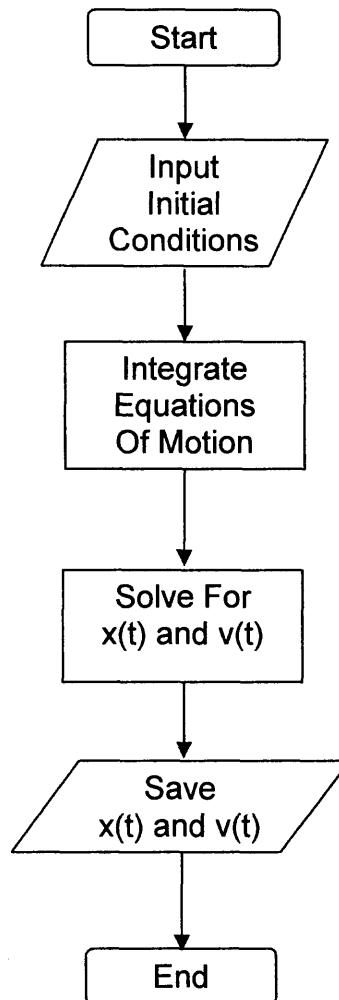 Start
Input
Initial
Conditions
Integrate
Equations
Of Motion
Solve For
x(t) and v(t)
Save
x(t) and v(t)
End